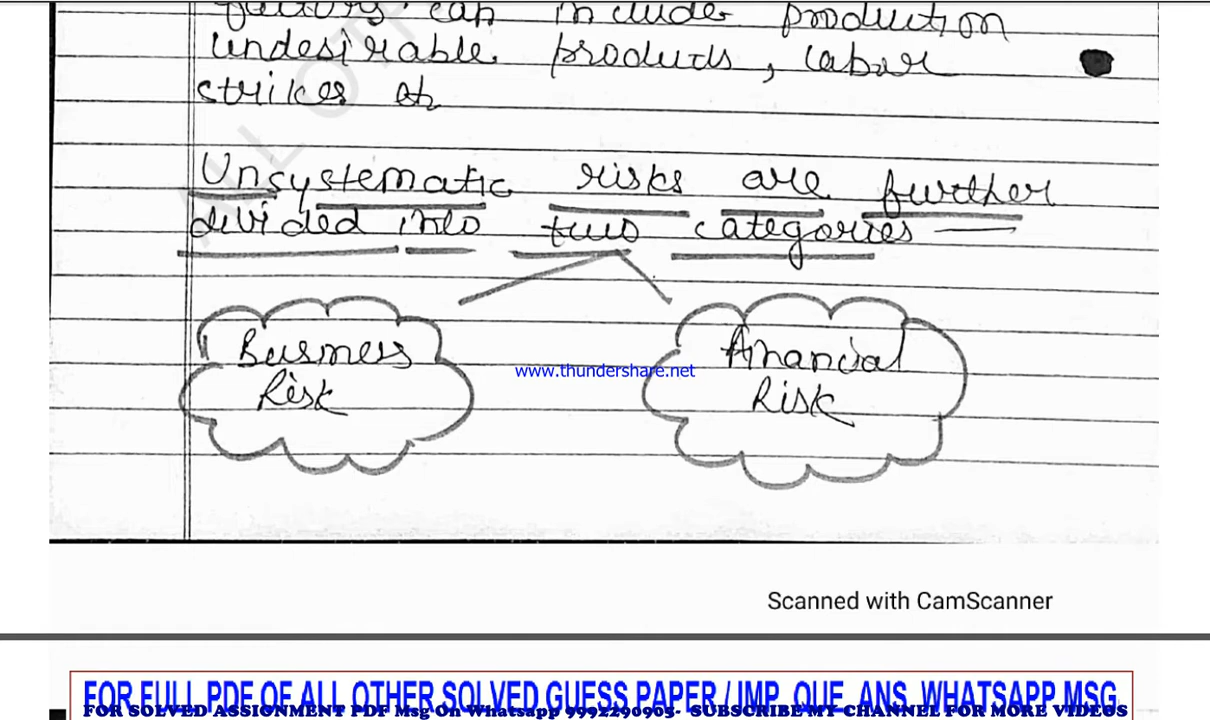 factors can include production
undesirable products, labour
strikes etc
Unsystematic risks are further
divided into two categories —
Business
Risk
Financial
Risk
www.thundershare.net
Scanned with CamScanner
FOR FULL PDF OF ALL OTHER SOLVED GUESS PAPER / IMP. QUE. ANS. WHATSAPP MSG
FOR SOLVED ASSIGNMENT PDF Msg On Whatsapp 9992290905- SUBSCRIBE MY CHANNEL FOR MORE VIDEOS